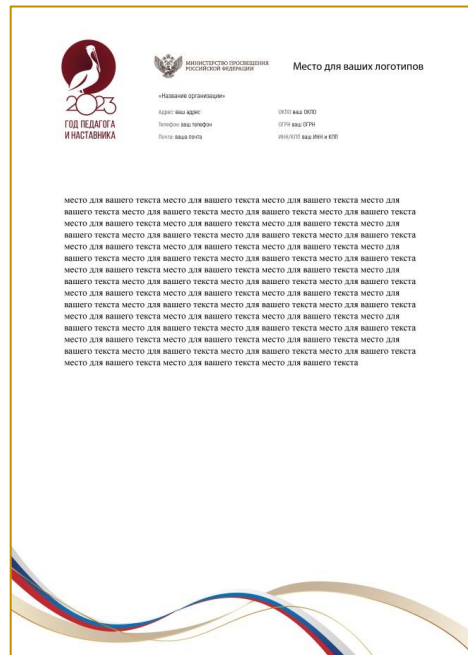 2023
ГОД ПЕДАГОГА
И НАСТАВНИКА
МИНИСТЕРСТВО ПРОСВЕЩЕНИЯ
РОССИЙСКОЙ ФЕДЕРАЦИИ
Место для ваших логотипов
«Название организации»
Адрес: ваш адрес
Телефон: ваш телефон
Почта: ваша почта
ОКПО ваш ОКПО
ОГРН ваш ОГРН
ИНН/КПП ваш ИНН и КПП
место для вашего текста место для вашего текста место для вашего текста место для
вашего текста место для вашего текста место для вашего текста место для вашего текста
место для вашего текста место для вашего текста место для вашего текста место для
вашего текста место для вашего текста место для вашего текста место для вашего текста
место для вашего текста место для вашего текста место для вашего текста место для
вашего текста место для вашего текста место для вашего текста место для вашего текста
место для вашего текста место для вашего текста место для вашего текста место для
вашего текста место для вашего текста место для вашего текста место для вашего текста
место для вашего текста место для вашего текста место для вашего текста место для
вашего текста место для вашего текста место для вашего текста место для вашего текста
место для вашего текста место для вашего текста место для вашего текста место для
вашего текста место для вашего текста место для вашего текста место для вашего текста
место для вашего текста место для вашего текста место для вашего текста место для
вашего текста место для вашего текста место для вашего текста место для вашего текста
место для вашего текста место для вашего текста место для вашего текста